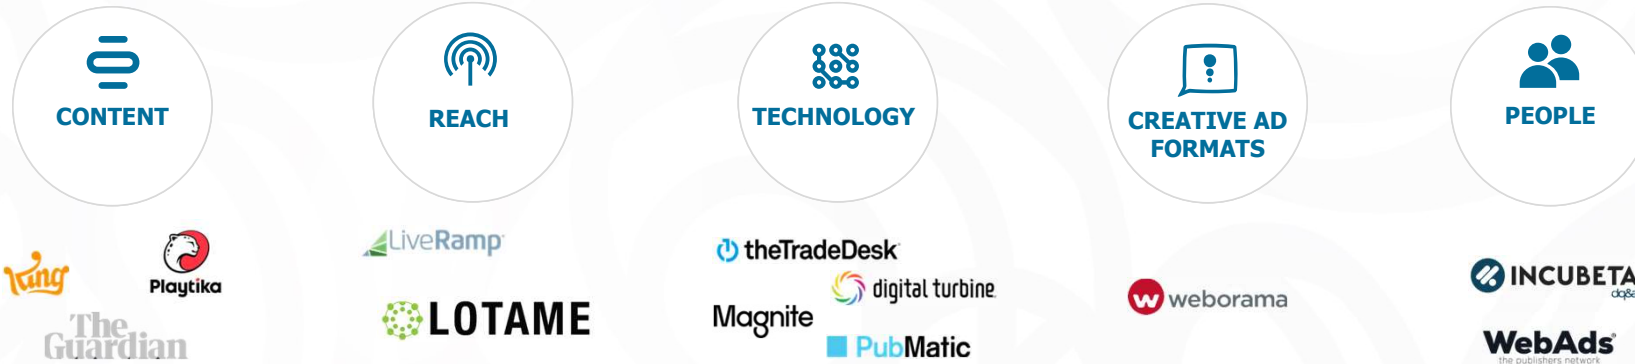 CONTENT
REACH
TECHNOLOGY
CREATIVE AD
FORMATS
PEOPLE
King
Playtika
The
Guardian
LiveRamp
LOTAME
theTradeDesk
digital turbine
Magnite
PubMatic
w weborama
INCUBETA
dq&a
WebAds
the publishers network